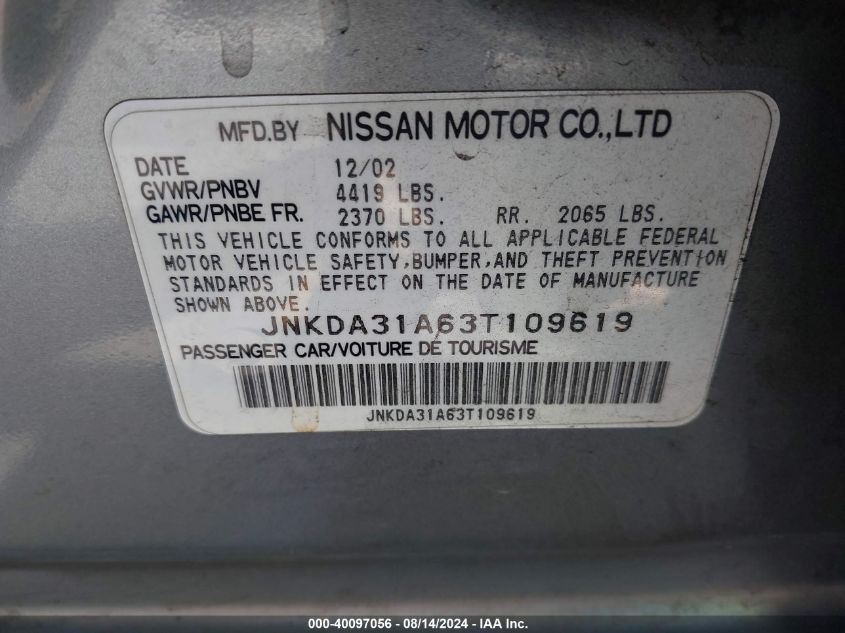 MFD.BY NISSAN MOTOR CO.,LTD
DATE 12/02
GVWR/PNBV 4419 LBS.
GAWR/PNBE FR. 2370 LBS. RR. 2065 LBS.
THIS VEHICLE CONFORMS TO ALL APPLICABLE FEDERAL
MOTOR VEHICLE SAFETY,BUMPER,AND THEFT PREVENTION
STANDARDS IN EFFECT ON THE DATE OF MANUFACTURE
SHOWN ABOVE.
JNKDA31A63T109619
PASSENGER CAR/VOITURE DE TOURISME
JNKDA31A63T109619
000-40097056 - 08/14/2024 - IAA Inc.